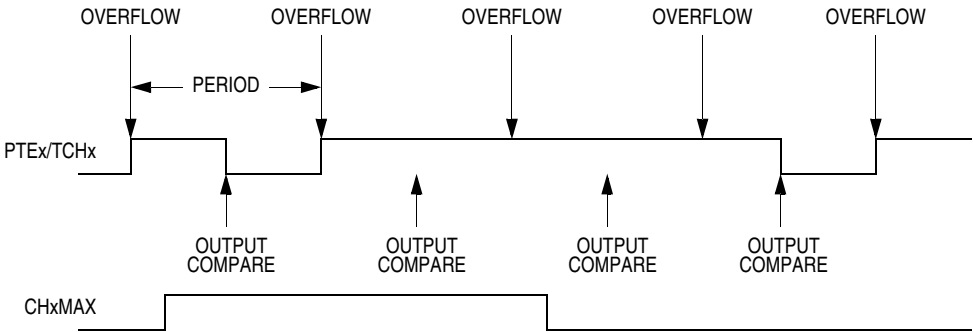 OVERFLOW OVERFLOW OVERFLOW OVERFLOW OVERFLOW
PERIOD
PTEx/TCHx
OUTPUT COMPARE
OUTPUT COMPARE
OUTPUT COMPARE
OUTPUT COMPARE
CHxMAX